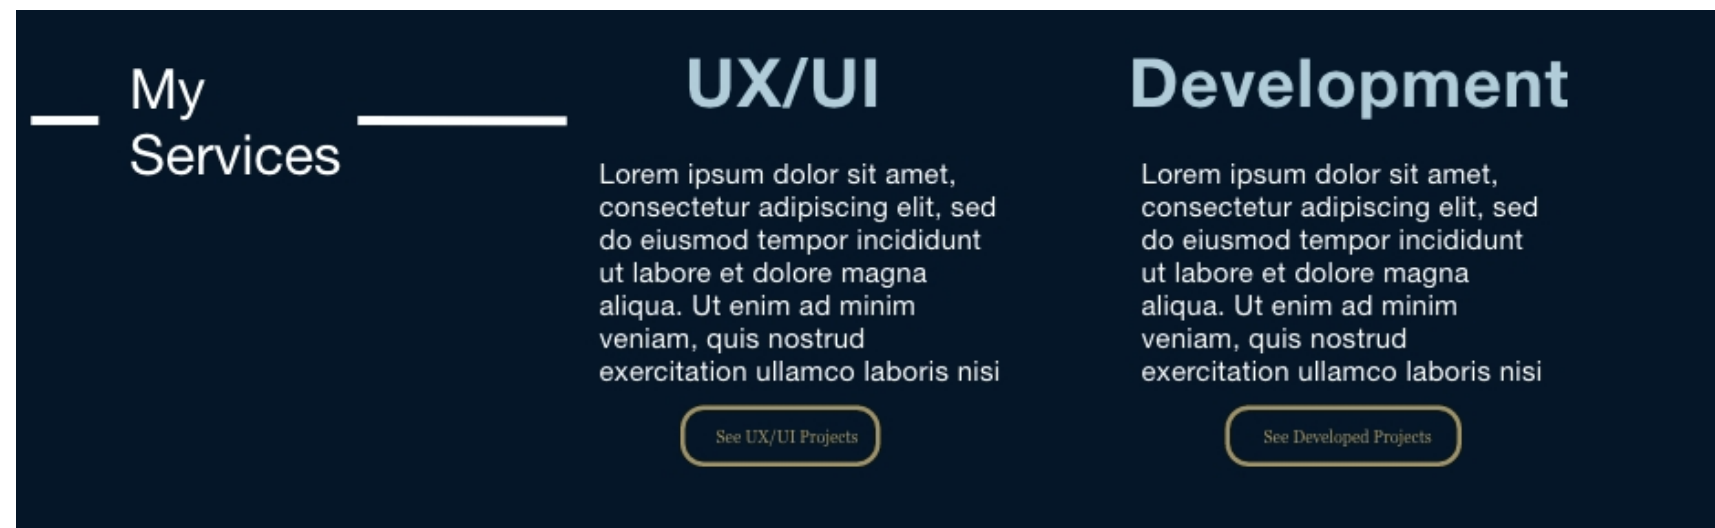 My
Services
UX/UI
Lorem ipsum dolor sit amet,
consectetur adipiscing elit, sed
do eiusmod tempor incididunt
ut labore et dolore magna
aliqua. Ut enim ad minim
veniam, quis nostrud
exercitation ullamco laboris nisi
See UX/UI Projects
Development
Lorem ipsum dolor sit amet,
consectetur adipiscing elit, sed
do eiusmod tempor incididunt
ut labore et dolore magna
aliqua. Ut enim ad minim
veniam, quis nostrud
exercitation ullamco laboris nisi
See Developed Projects